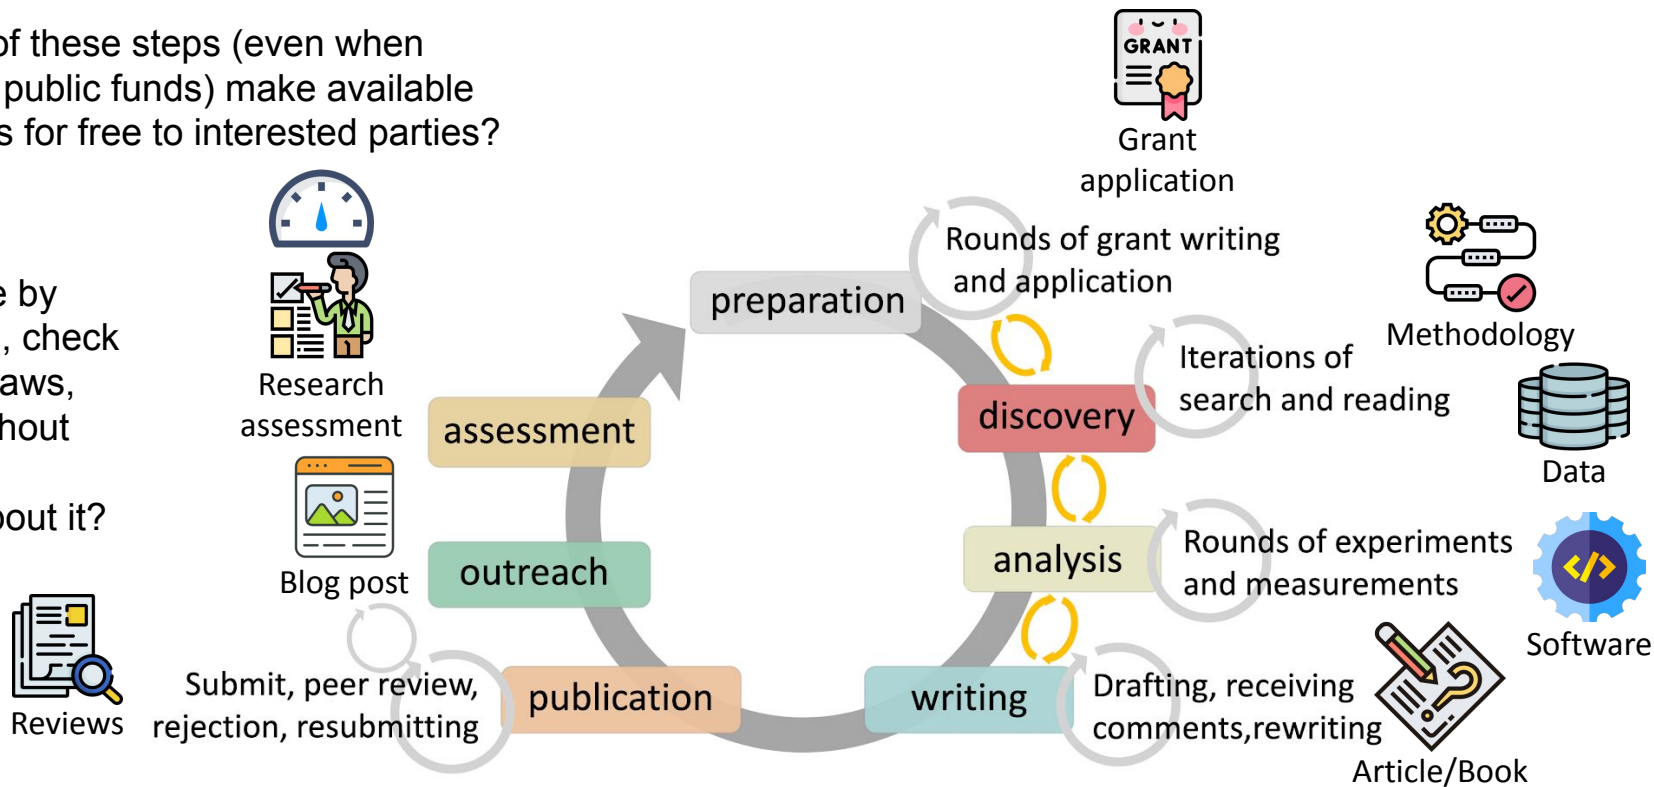 of these steps (even when
public funds) make available
s for free to interested parties?
e by
, check
aws,
hout
bout it?
GRANT
Grant
application
Rounds of grant writing
and application
preparation
Methodology
Iterations of
search and reading
discovery
Data
Research
assessment
assessment
analysis
Rounds of experiments
and measurements
Software
Blog post
outreach
Reviews
Submit, peer review,
rejection, resubmitting
publication
writing
Drafting, receiving
comments,rewriting
Article/Book